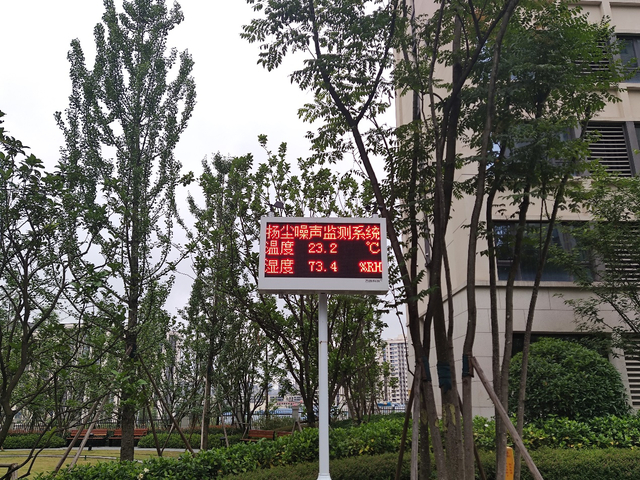 扬尘噪声监测系统
温度 23.2 ℃
湿度 73.4 %RH